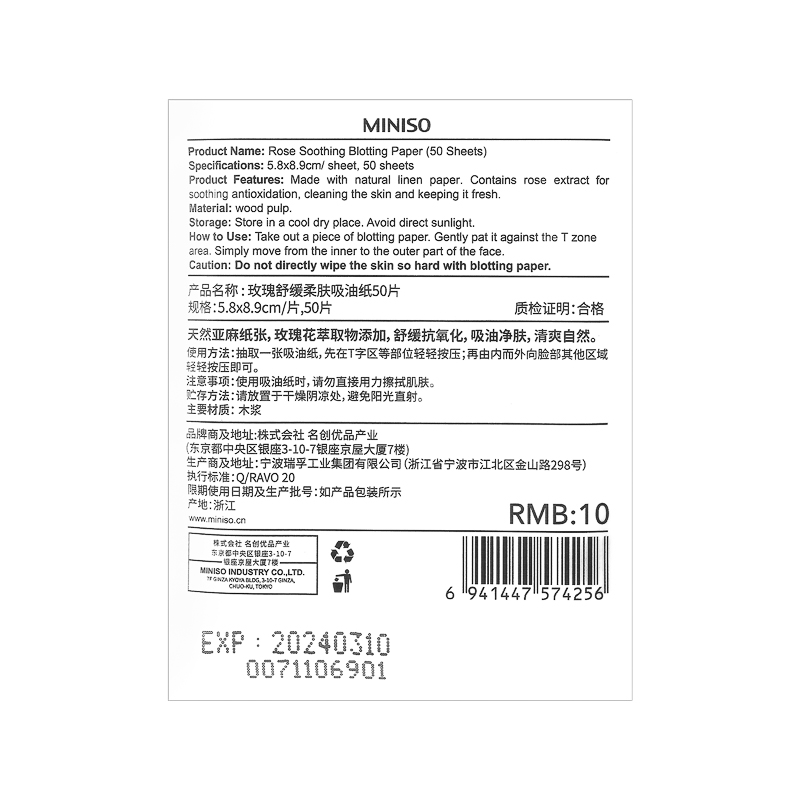 MINISO
Product Name: Rose Soothing Blotting Paper (50 Sheets)
Specifications: 5.8x8.9cm/ sheet, 50 sheets
Product Features: Made with natural linen paper. Contains rose extract for
soothing antioxidation, cleaning the skin and keeping it fresh.
Material: wood pulp.
Storage: Store in a cool dry place. Avoid direct sunlight.
How to Use: Take out a piece of blotting paper. Gently pat it against the T zone
area. Simply move from the inner to the outer part of the face.
Caution: Do not directly wipe the skin so hard with blotting paper.
产品名称:玫瑰舒缓柔肤吸油纸50片
规格:5.8x8.9cm/片,50片 质检证明:合格
天然亚麻纸张,玫瑰花萃取物添加,舒缓抗氧化,吸油净肤,清爽自然。
使用方法:抽取一张吸油纸,先在T字区等部位轻轻按压;再由内而外向脸部其他区域
轻轻按压即可。
注意事项:使用吸油纸时,请勿直接用力擦拭肌肤。
贮存方法:请放置于干燥阴凉处,避免阳光直射。
主要材质:木浆
品牌商及地址:株式会社 名创优品产业
(东京都中央区银座3-10-7银座京屋大厦7楼)
生产商及地址:宁波瑞孚工业集团有限公司(浙江省宁波市江北区金山路298号)
执行标准:Q/RAVO 20
限期使用日期及生产批号:如产品包装所示
产地:浙江
www.miniso.cn
RMB:10
株式会社 名创优品产业
东京都中央区银座3-10-7
银座京屋大厦7楼
MINISO INDUSTRY CO.,LTD.
7F GINZA KYOYA BLDG, 3-10-7 GINZA,
CHUO-KU, TOKYO
6 941447 574256
EXP : 20240310
0071106901